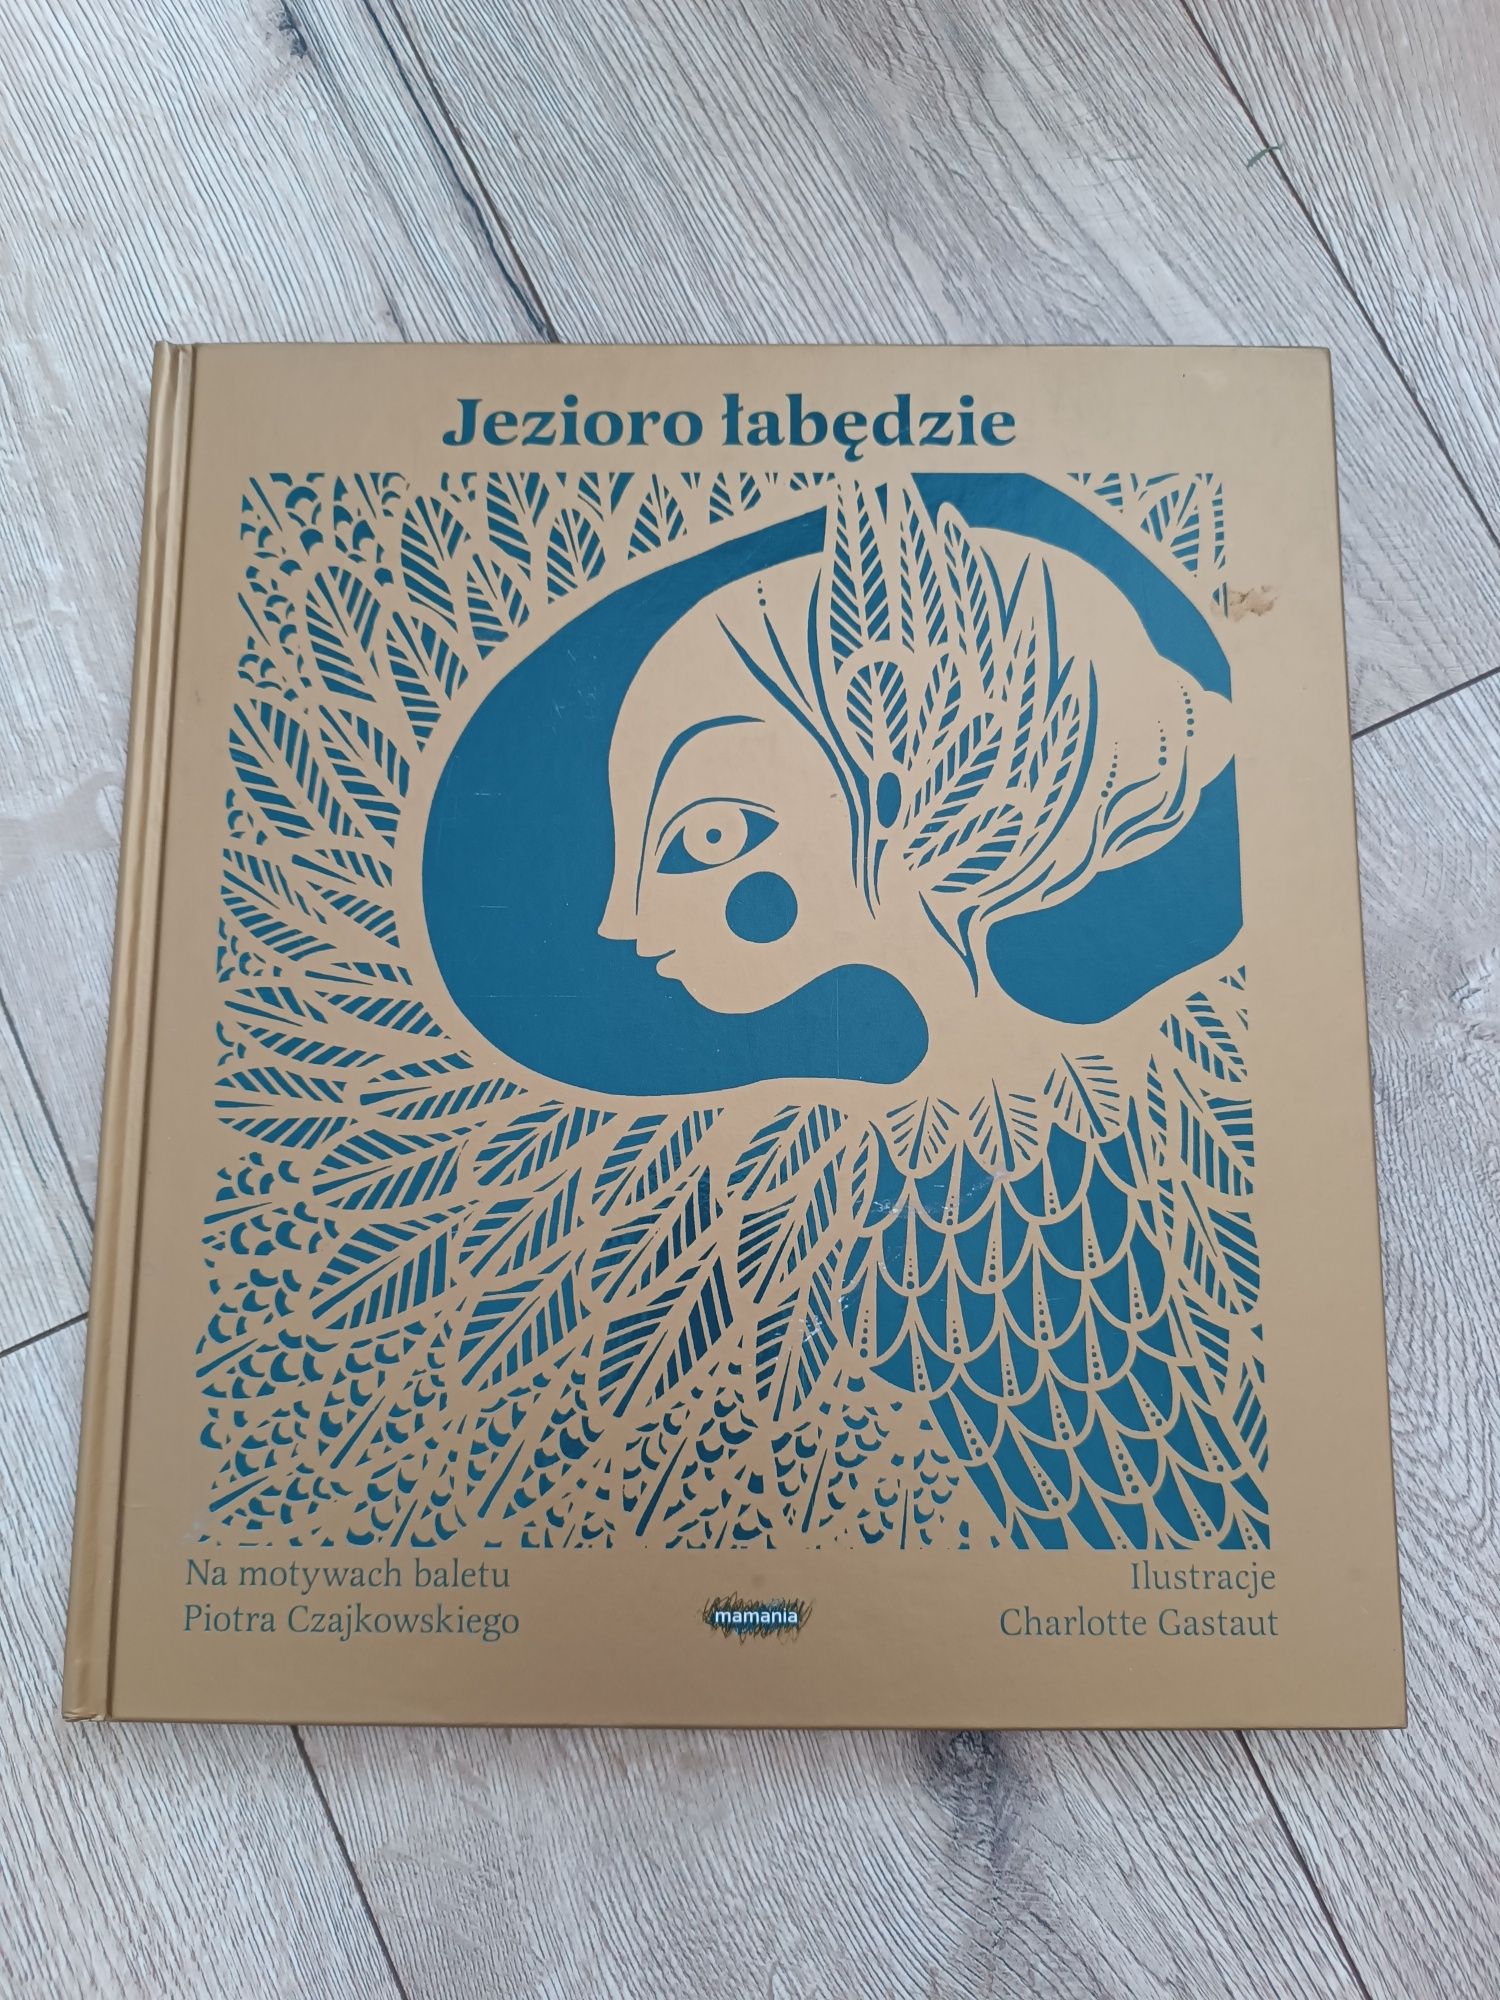 Jezioro łabędzie
Na motywach baletu
Piotra Czajkowskiego
mamania
Ilustracje
Charlotte Gastaut